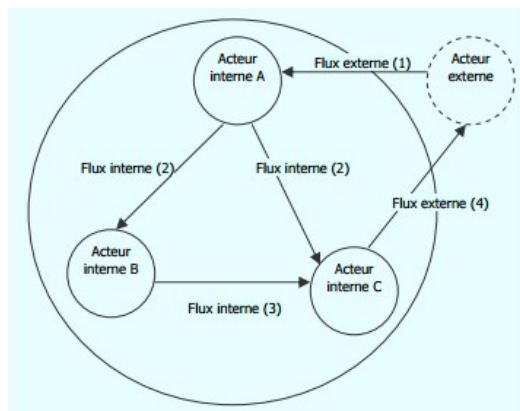 Acteur
interne A
Flux externe (1)
Acteur
externe
Flux interne (2)
Flux interne (2)
Flux externe (4)
Acteur
interne B
Acteur
interne C
Flux interne (3)